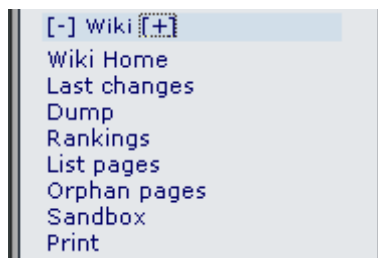 [-] Wiki [+]
Wiki Home
Last changes
Dump
Rankings
List pages
Orphan pages
Sandbox
Print